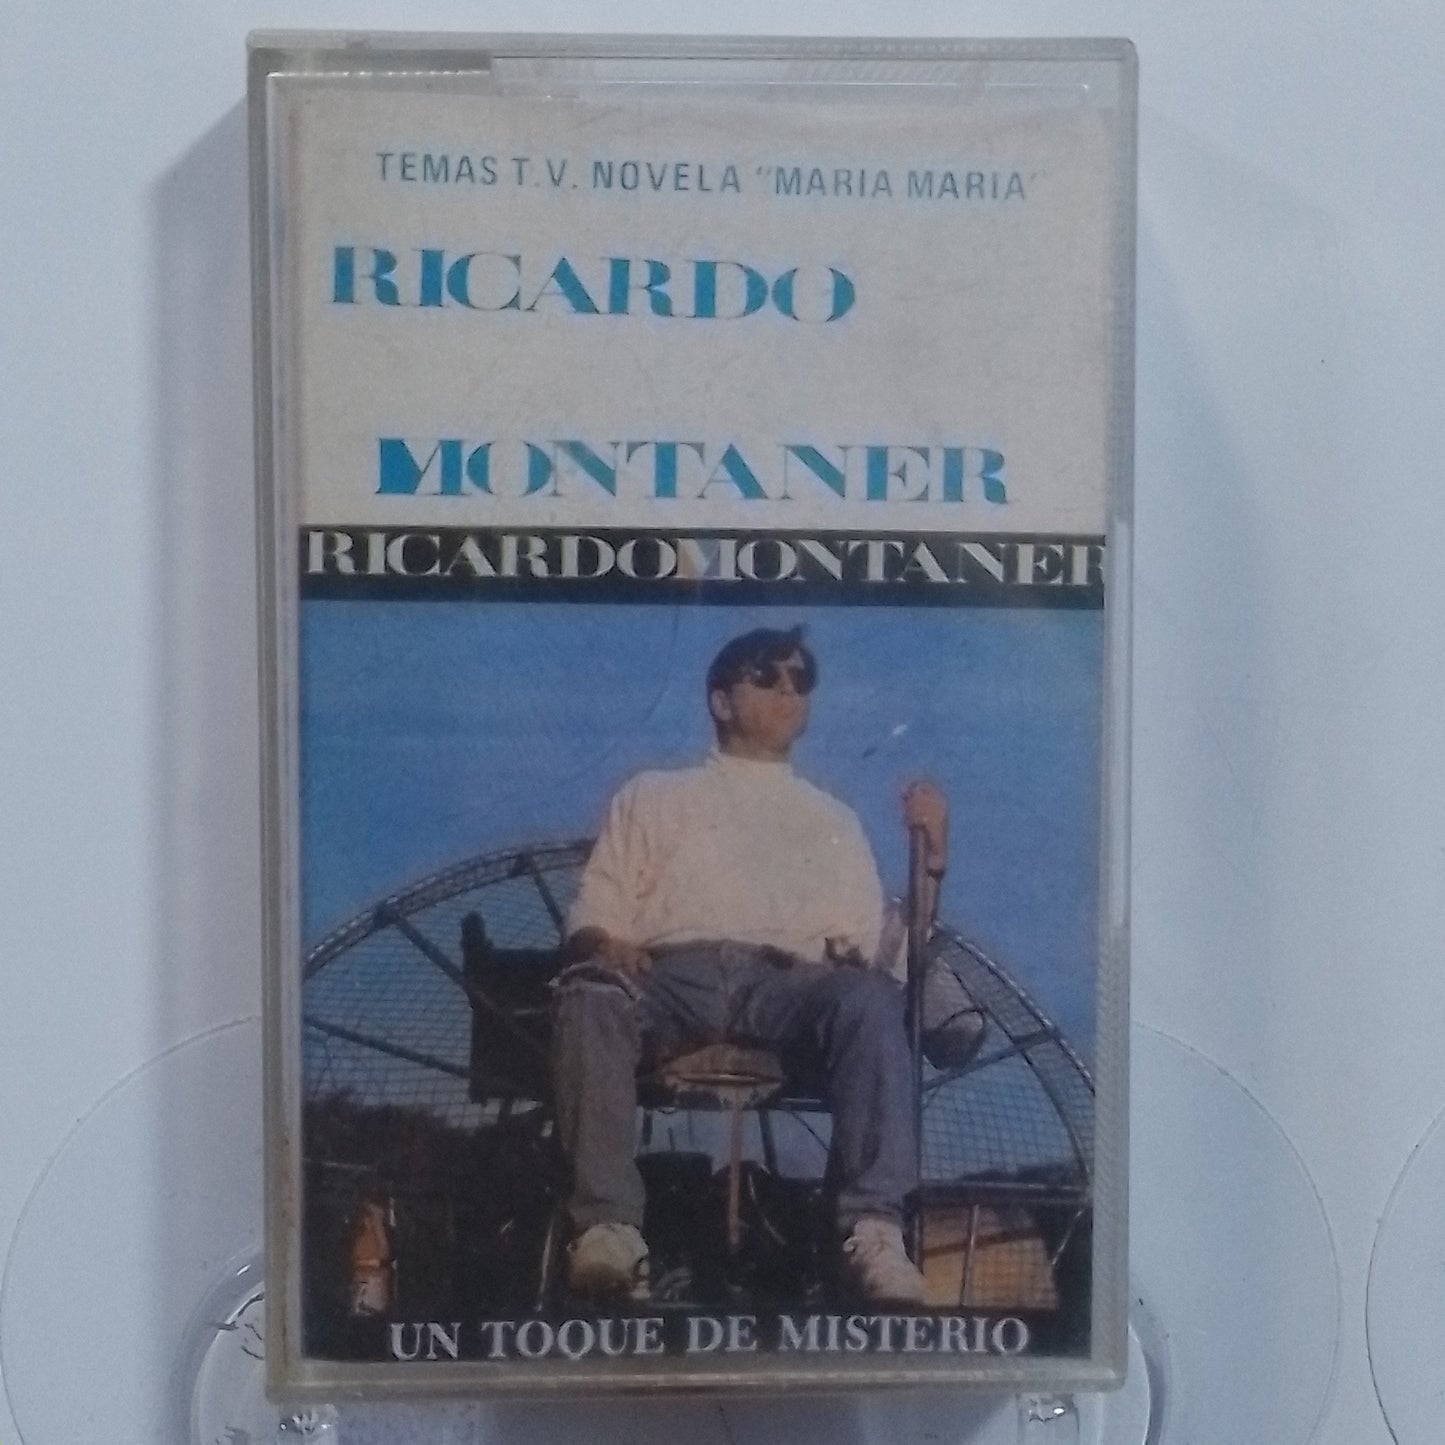 TEMAS T.V. NOVELA "MARIA MARIA"
RICARDO
MONTANER
RICARDOMONTANER
UN TOQUE DE MISTERIO